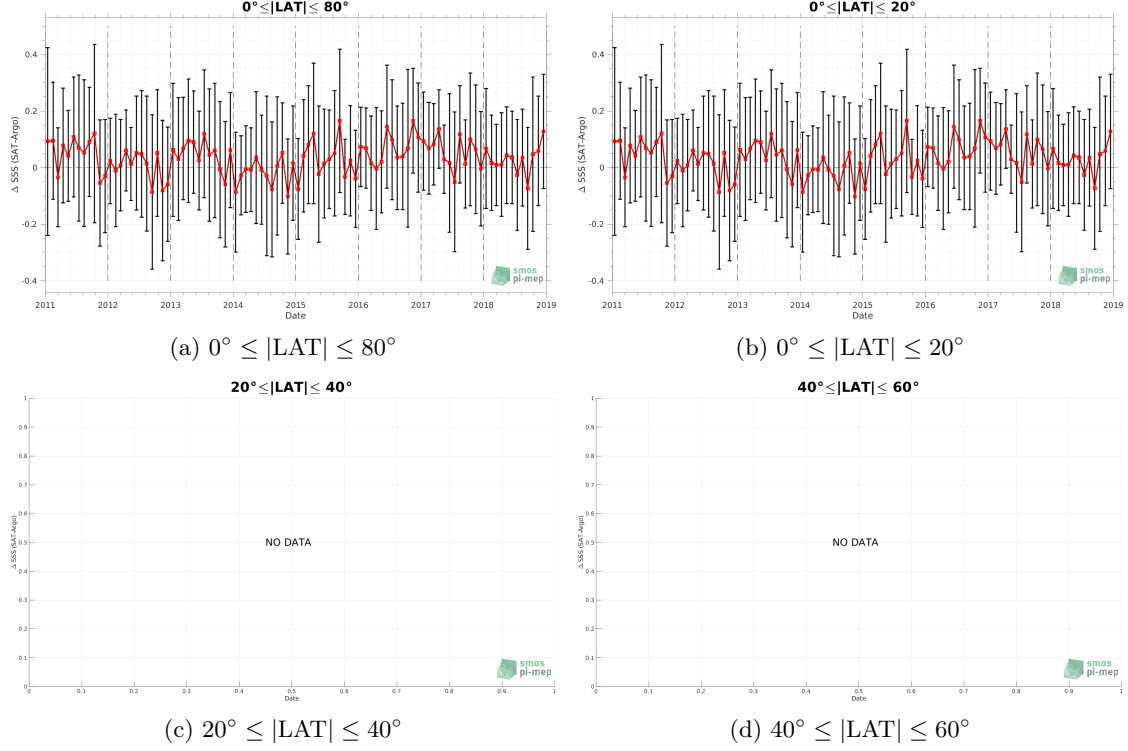 0°≤|LAT|≤ 80°
Δ SSS (SAT-Argo)
0.4
0.2
0
-0.2
-0.4
2011 2012 2013 2014 2015 2016 2017 2018 2019
Date
smos
pi-mep
(a) 0° ≤ |LAT| ≤ 80°
0°≤|LAT|≤ 20°
Δ SSS (SAT-Argo)
0.4
0.2
0
-0.2
-0.4
2011 2012 2013 2014 2015 2016 2017 2018 2019
Date
smos
pi-mep
(b) 0° ≤ |LAT| ≤ 20°
20°≤|LAT|≤ 40°
Δ SSS (SAT-Argo)
1
0.9
0.8
0.7
0.6
0.5
0.4
0.3
0.2
0.1
0
NO DATA
0 0.1 0.2 0.3 0.4 0.5 0.6 0.7 0.8 0.9 1
Date
smos
pi-mep
(c) 20° ≤ |LAT| ≤ 40°
40°≤|LAT|≤ 60°
Δ SSS (SAT-Argo)
1
0.9
0.8
0.7
0.6
0.5
0.4
0.3
0.2
0.1
0
NO DATA
0 0.1 0.2 0.3 0.4 0.5 0.6 0.7 0.8 0.9 1
Date
smos
pi-mep
(d) 40° ≤ |LAT| ≤ 60°